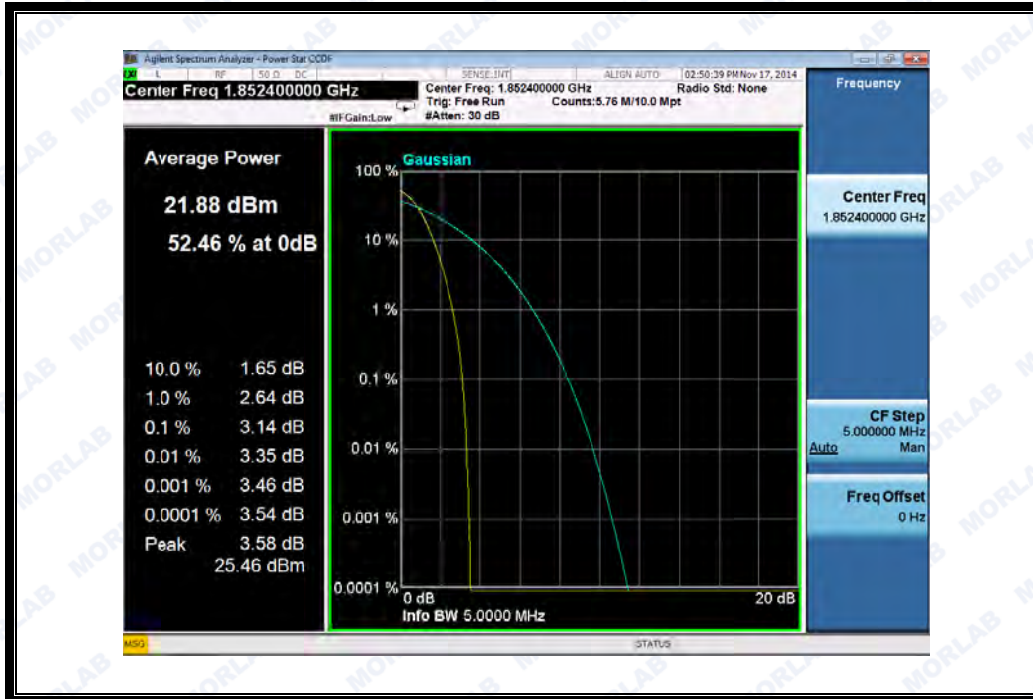 Agilent Spectrum Analyzer - Power Stat CCDF
L RF 50 Ω DC SENSE:INT ALIGN AUTO 02:50:39 PM Nov 17, 2014
Center Freq 1.852400000 GHz
Center Freq: 1.852400000 GHz Radio Std: None
Trig: Free Run Counts:5.76 M/10.0 Mpt
#IFGain:Low #Atten: 30 dB
Average Power
21.88 dBm
52.46 % at 0dB
10.0 % 1.65 dB
1.0 % 2.64 dB
0.1 % 3.14 dB
0.01 % 3.35 dB
0.001 % 3.46 dB
0.0001 % 3.54 dB
Peak 3.58 dB
25.46 dBm
Gaussian
100 %
10 %
1 %
0.1 %
0.01 %
0.001 %
0.0001 %
0 dB 20 dB
Info BW 5.0000 MHz
Frequency
Center Freq
1.852400000 GHz
CF Step
5.000000 MHz
Auto Man
Freq Offset
0 Hz
MSG STATUS
MORLAB